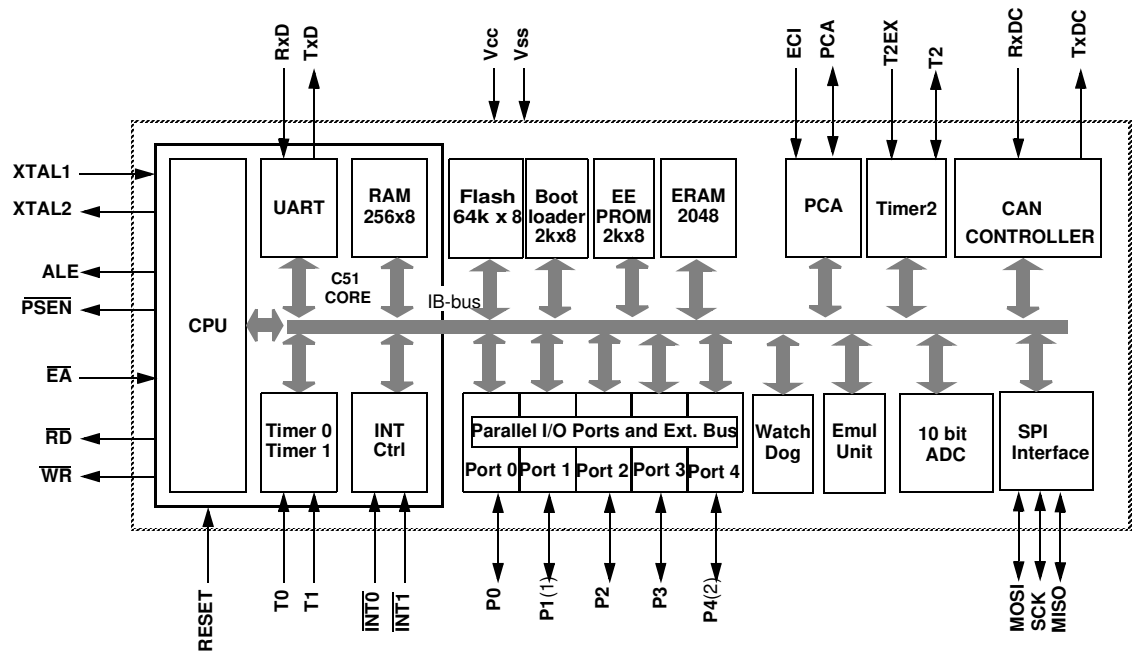 RxD
TxD
Vcc
Vss
ECI
PCA
T2EX
T2
RxDC
TxDC
XTAL1
XTAL2
ALE
PSEN
EA
RD
WR
CPU
UART
RAM
256x8
C51
CORE
IB-bus
Flash
64k x 8
Boot
loader
2kx8
EE
PROM
2kx8
ERAM
2048
PCA
Timer2
CAN
CONTROLLER
Timer 0
Timer 1
INT
Ctrl
Parallel I/O Ports and Ext. Bus
Port 0
Port 1
Port 2
Port 3
Port 4
Watch
Dog
Emul
Unit
10 bit
ADC
SPI
Interface
RESET
T0
T1
INT0
INT1
P0
P1(1)
P2
P3
P4(2)
MOSI
SCK
MISO